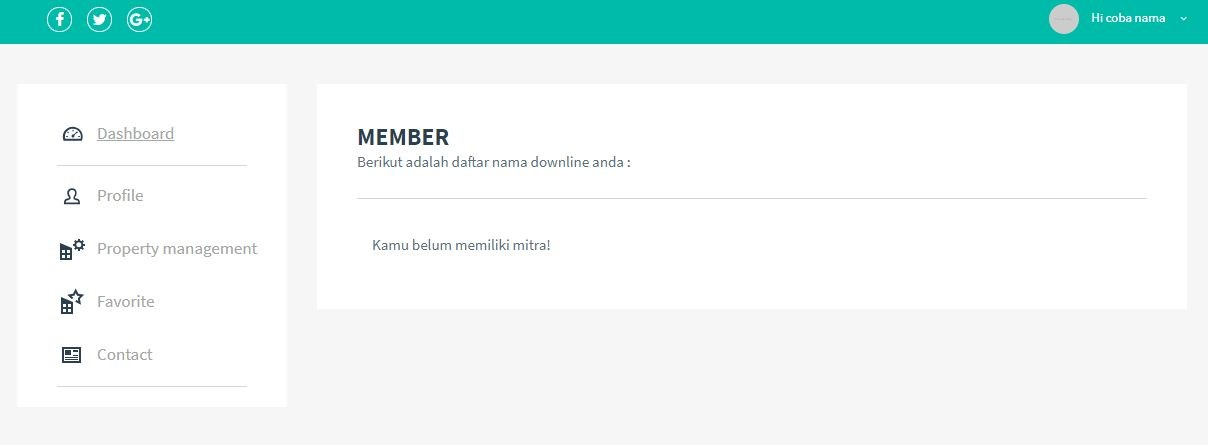 Hi coba nama
Dashboard
Profile
Property management
Favorite
Contact
MEMBER
Berikut adalah daftar nama downline anda :
Kamu belum memiliki mitra!